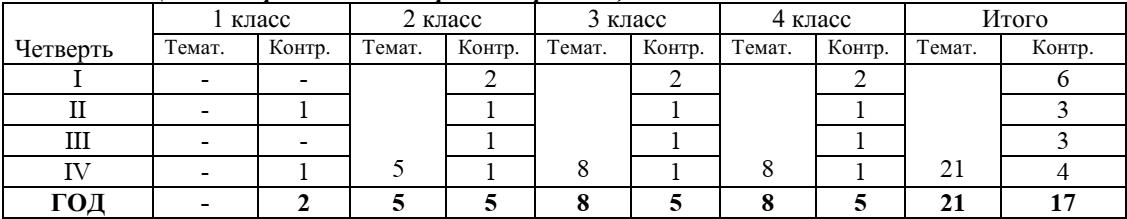 1 класс 2 класс 3 класс 4 класс Итого
Четверть Темат. Контр. Темат. Контр. Темат. Контр. Темат. Контр. Темат. Контр.
I - - 2 2 2 6
II - 1 1 1 1 3
III - - 1 1 1 3
IV - 1 5 1 8 1 8 1 21 4
ГОД - 2 5 5 8 5 8 5 21 17